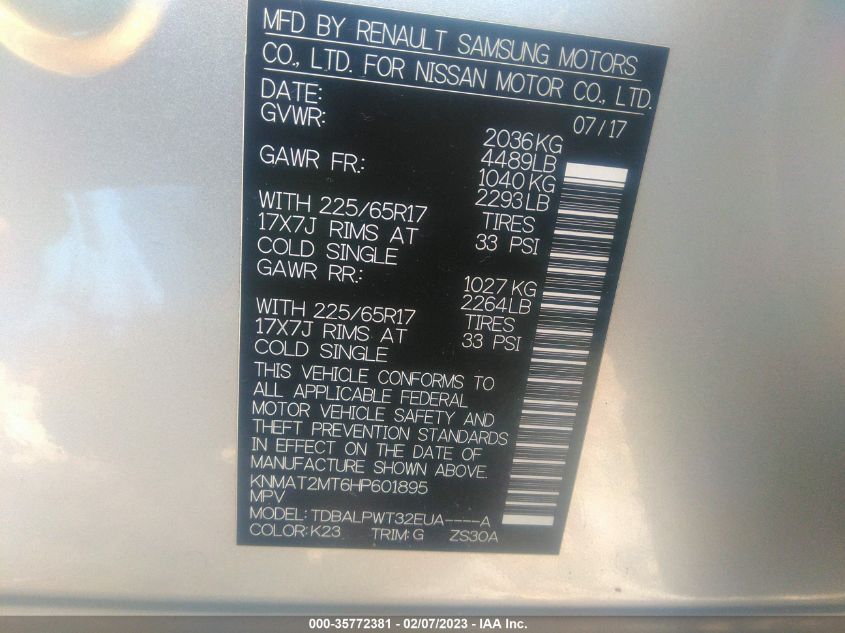 MFD BY RENAULT SAMSUNG MOTORS
CO., LTD. FOR NISSAN MOTOR CO., LTD.
DATE: 07/17
GVWR: 2036KG
4489LB
GAWR FR.: 1040KG
2293LB
WITH 225/65R17 TIRES
17X7J RIMS AT 33 PSI
COLD SINGLE
GAWR RR.: 1027KG
2264LB
WITH 225/65R17 TIRES
17X7J RIMS AT 33 PSI
COLD SINGLE
THIS VEHICLE CONFORMS TO
ALL APPLICABLE FEDERAL
MOTOR VEHICLE SAFETY AND
THEFT PREVENTION STANDARDS
IN EFFECT ON THE DATE OF
MANUFACTURE SHOWN ABOVE.
KNMAT2MT6HP601895
MPV
MODEL: TDBALPWT32EUA----A
COLOR: K23 TRIM: G ZS30A
000-35772381 - 02/07/2023 - IAA Inc.